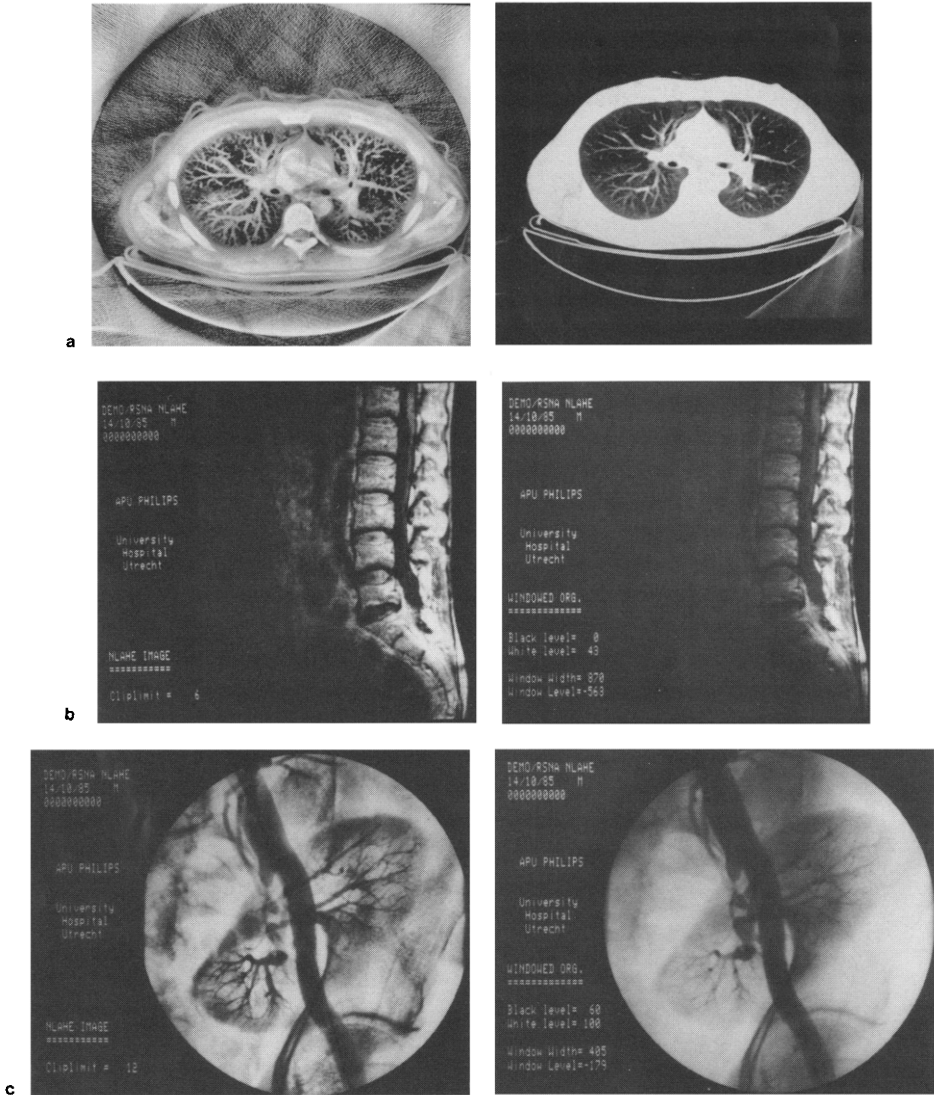 a
DEMO/RSNA NLAHE
14/10/85 M
0000000000
APU PHILIPS
University
Hospital
Utrecht
NLAHE IMAGE
===========
Cliplimit = 6
DEMO/RSNA NLAHE
14/10/85 M
0000000000
APU PHILIPS
University
Hospital
Utrecht
WINDOWED ORG.
=============
Black level= 0
White level= 43
Window Width= 870
Window Level=-568
b
DEMO/RSNA NLAHE
14/10/85 M
0000000000
APU PHILIPS
University
Hospital
Utrecht
NLAHE IMAGE
===========
Cliplimit = 12
DEMO/RSNA NLAHE
14/10/85 M
0000000000
APU PHILIPS
University
Hospital
Utrecht
WINDOWED ORG.
=============
Black level= 60
White level= 100
Window Width= 405
Window Level=-179
c